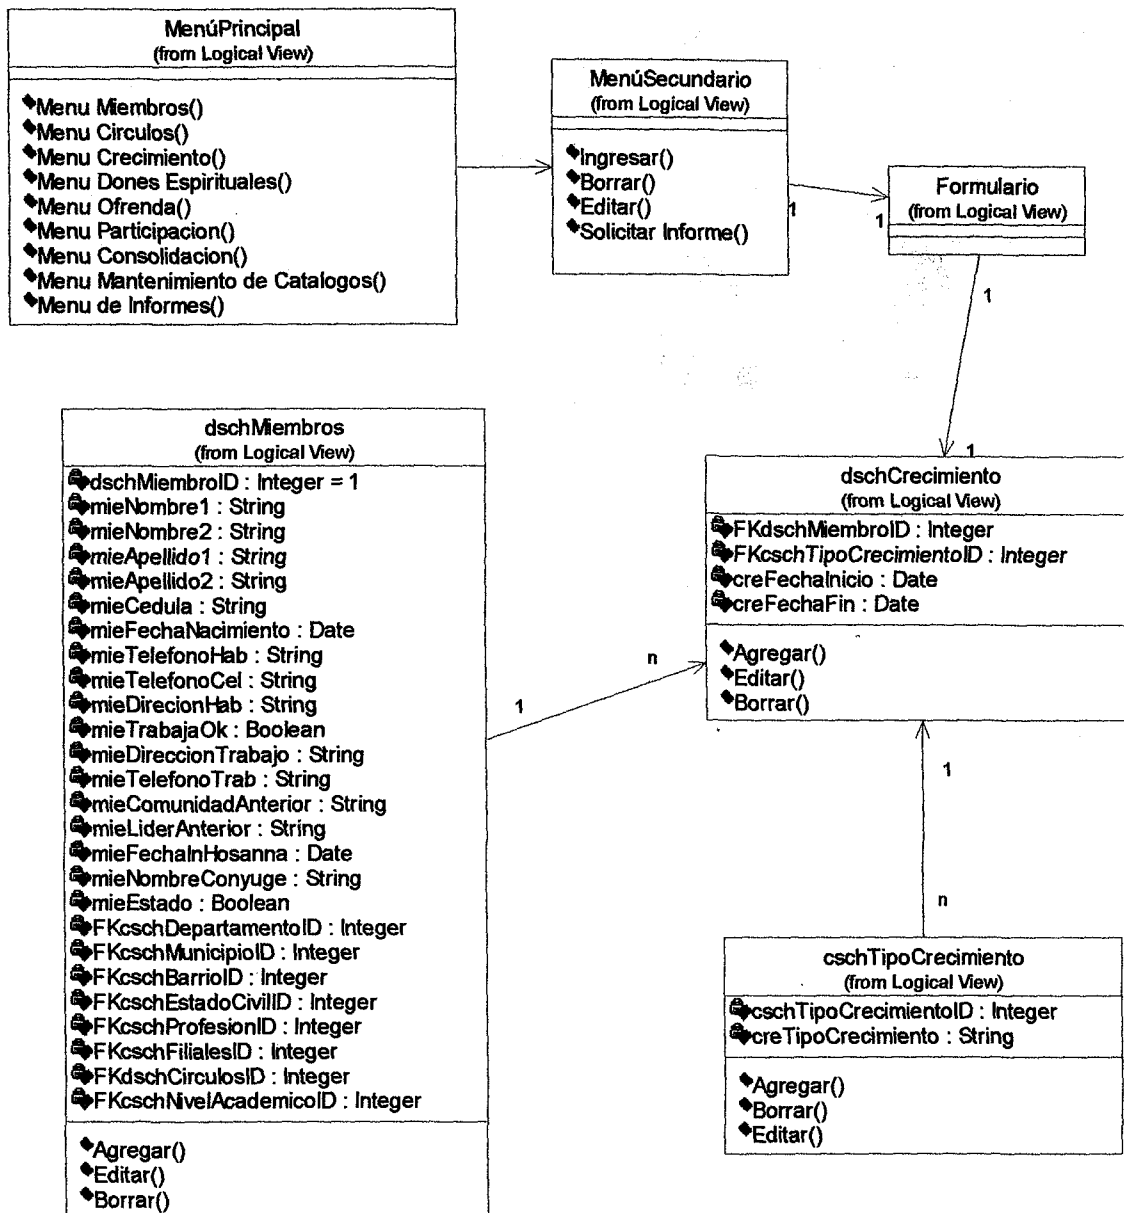 MenúPrincipal
(from Logical View)
Menu Miembros()
Menu Circulos()
Menu Crecimiento()
Menu Dones Espirituales()
Menu Ofrenda()
Menu Participacion()
Menu Consolidacion()
Menu Mantenimiento de Catalogos()
Menu de Informes()
MenúSecundario
(from Logical View)
Ingresar()
Borrar()
Editar()
Solicitar Informe()
1
1
Formulario
(from Logical View)
1
1
dschMiembros
(from Logical View)
dschMiembroID : Integer = 1
mieNombre1 : String
mieNombre2 : String
mieApellido1 : String
mieApellido2 : String
mieCedula : String
mieFechaNacimiento : Date
mieTelefonoHab : String
mieTelefonoCel : String
mieDirecionHab : String
mieTrabajaOk : Boolean
mieDireccionTrabajo : String
mieTelefonoTrab : String
mieComunidadAnterior : String
mieLiderAnterior : String
mieFechaInHosanna : Date
mieNombreConyuge : String
mieEstado : Boolean
FKcschDepartamentoID : Integer
FKcschMunicipioID : Integer
FKcschBarrioID : Integer
FKcschEstadoCivilID : Integer
FKcschProfesionID : Integer
FKcschFilialesID : Integer
FKdschCirculosID : Integer
FKcschNivelAcademicoID : Integer
Agregar()
Editar()
Borrar()
1
n
dschCrecimiento
(from Logical View)
FKdschMiembroID : Integer
FKcschTipoCrecimientoID : Integer
creFechaInicio : Date
creFechaFin : Date
Agregar()
Editar()
Borrar()
1
n
cschTipoCrecimiento
(from Logical View)
cschTipoCrecimientoID : Integer
creTipoCrecimiento : String
Agregar()
Borrar()
Editar()